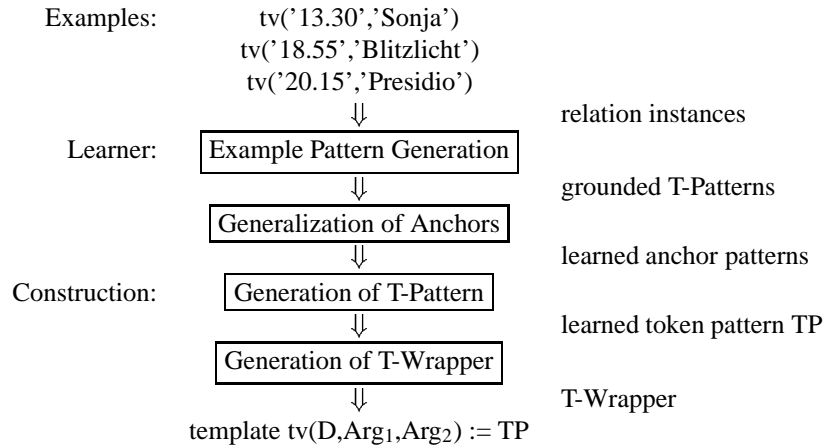 Examples: tv('13.30','Sonja')
tv('18.55','Blitzlicht')
tv('20.15','Presidio')
⇓ relation instances
Learner: Example Pattern Generation
⇓ grounded T-Patterns
Generalization of Anchors
⇓ learned anchor patterns
Construction: Generation of T-Pattern
⇓ learned token pattern TP
Generation of T-Wrapper
⇓ T-Wrapper
template tv(D,Arg₁,Arg₂) := TP